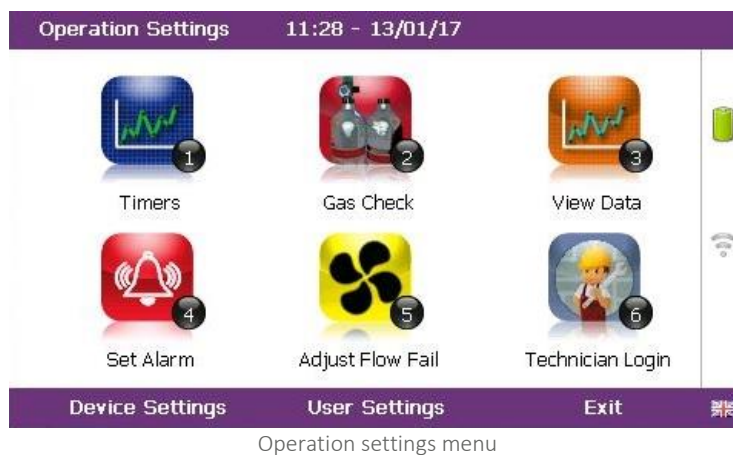 Operation Settings 11:28 - 13/01/17
1 2 3
Timers Gas Check View Data
4 5 6
Set Alarm Adjust Flow Fail Technician Login
Device Settings User Settings Exit
Operation settings menu